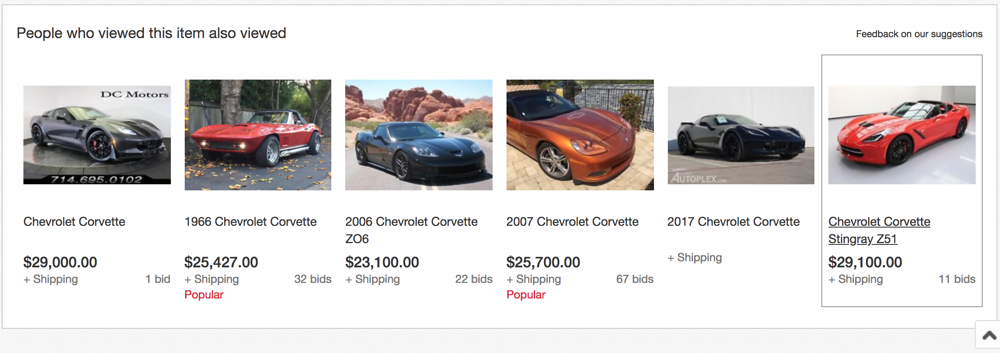 People who viewed this item also viewed
Feedback on our suggestions
DC Motors
714.695.0102
AUTOPLEX.COM
Chevrolet Corvette
$29,000.00
+ Shipping
1 bid
1966 Chevrolet Corvette
$25,427.00
+ Shipping
32 bids
Popular
2006 Chevrolet Corvette
ZO6
$23,100.00
+ Shipping
22 bids
2007 Chevrolet Corvette
$25,700.00
+ Shipping
67 bids
Popular
2017 Chevrolet Corvette
+ Shipping
Chevrolet Corvette
Stingray Z51
$29,100.00
+ Shipping
11 bids